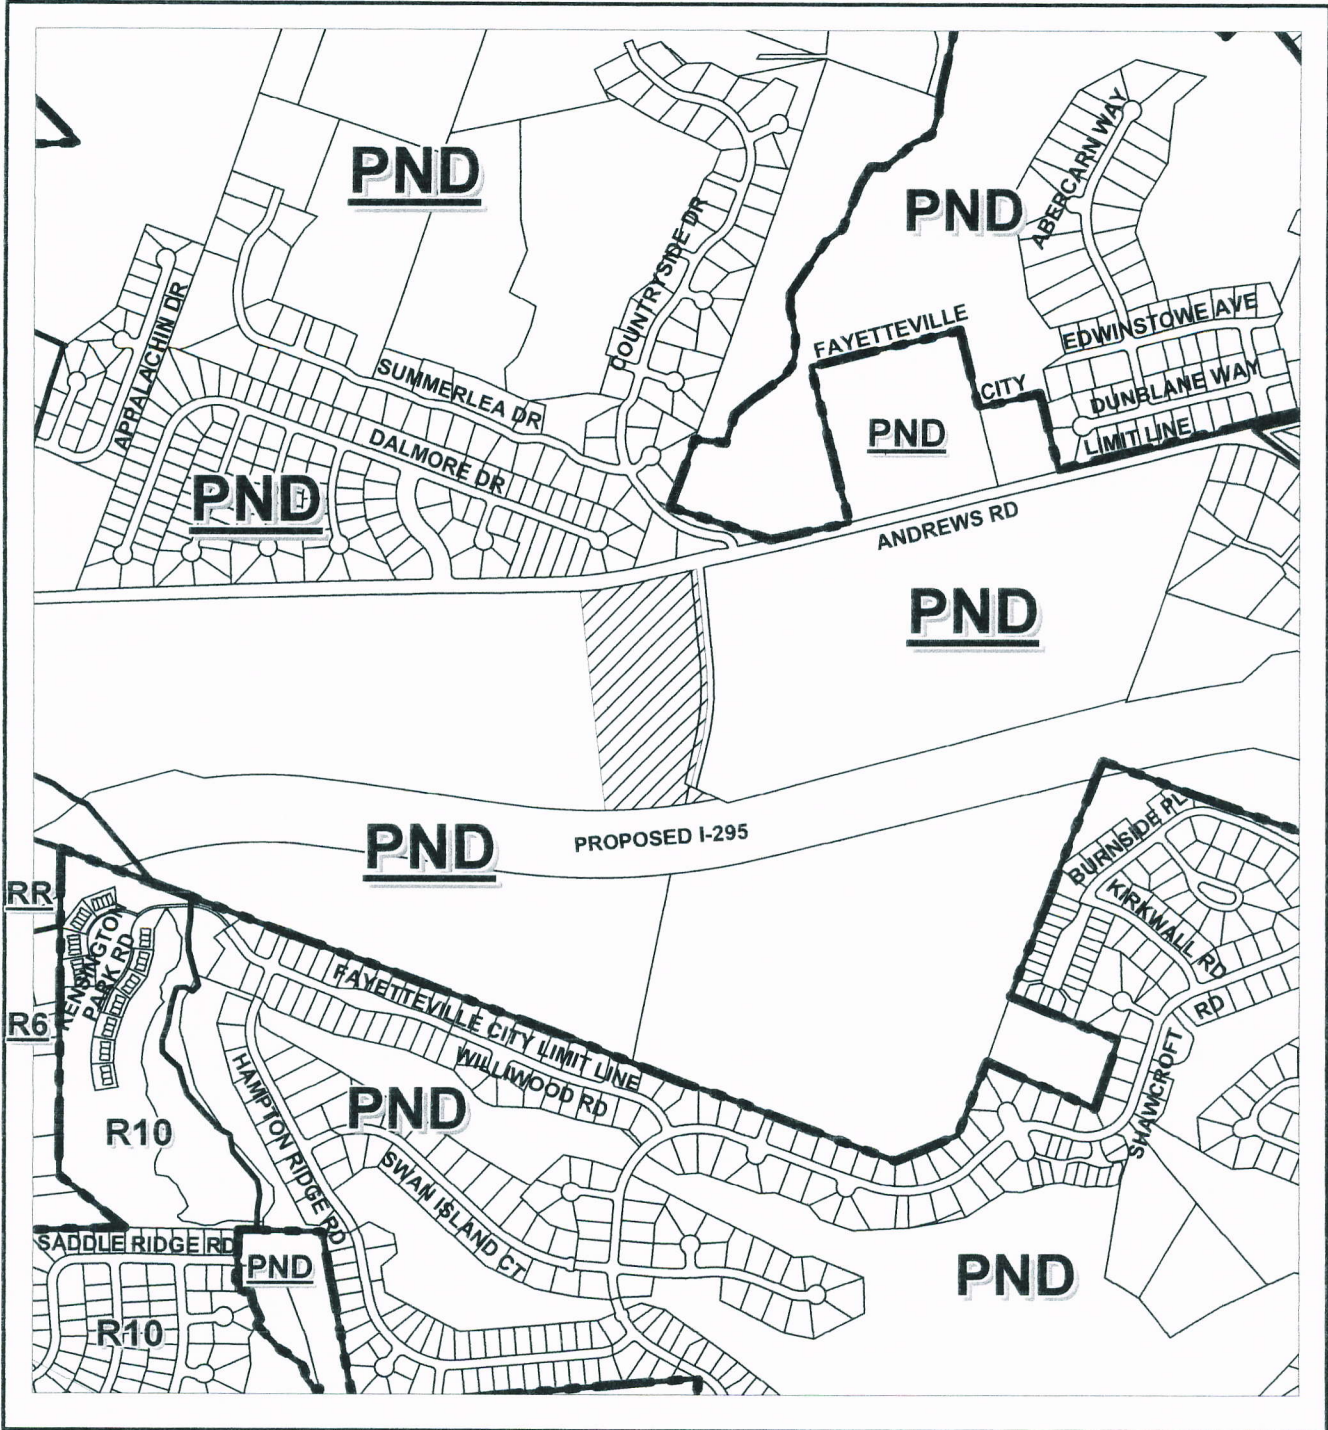 PND
PND
ABERCARN WAY
COUNTRYSIDE DR
APPALACHIN DR
EDWINSTOWE AVE
FAYETTEVILLE
CITY
LIMIT LINE
DUNBLANE WAY
SUMMERLEA DR
PND
DALMORE DR
PND
ANDREWS RD
PND
PND
PROPOSED I-295
BURNSIDE PL
KIRKWALL RD
RR
KENSINGTON
PARK RD
R6
FAYETTEVILLE CITY LIMIT LINE
WILLIWOOD RD
SHAWCROFT
RD
HAMPTON RIDGE RD
PND
R10
SWAN ISLAND CT
SADDLE RIDGE RD
PND
PND
R10